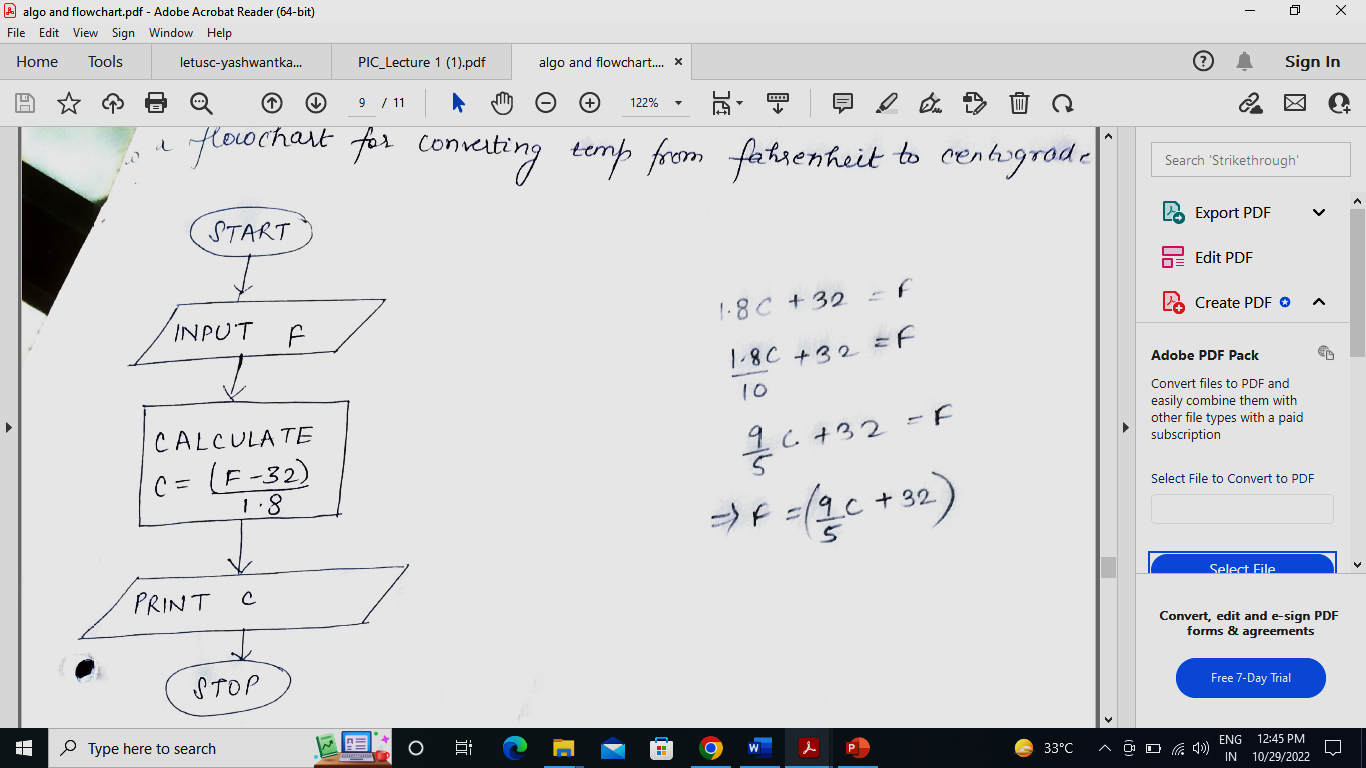 algo and flowchart.pdf - Adobe Acrobat Reader (64-bit)
File Edit View Sign Window Help
Home Tools letusc-yashwantka... PIC_Lecture 1 (1).pdf algo and flowchart.... ×
Sign In
9 / 11 122%
a flowchart for converting temp from fahrenheit to centograde
START
INPUT F
CALCULATE
C = (F-32)
1.8
PRINT C
STOP
1.8C + 32 = F
1.8C + 32 = F
10
9 C + 32 = F
5
⇒ F = (9 C + 32)
5
Search 'Strikethrough'
Export PDF
Edit PDF
Create PDF
Adobe PDF Pack
Convert files to PDF and
easily combine them with
other file types with a paid
subscription
Select File to Convert to PDF
Select File
Convert, edit and e-sign PDF
forms & agreements
Free 7-Day Trial
Type here to search
33°C
ENG
IN
12:45 PM
10/29/2022